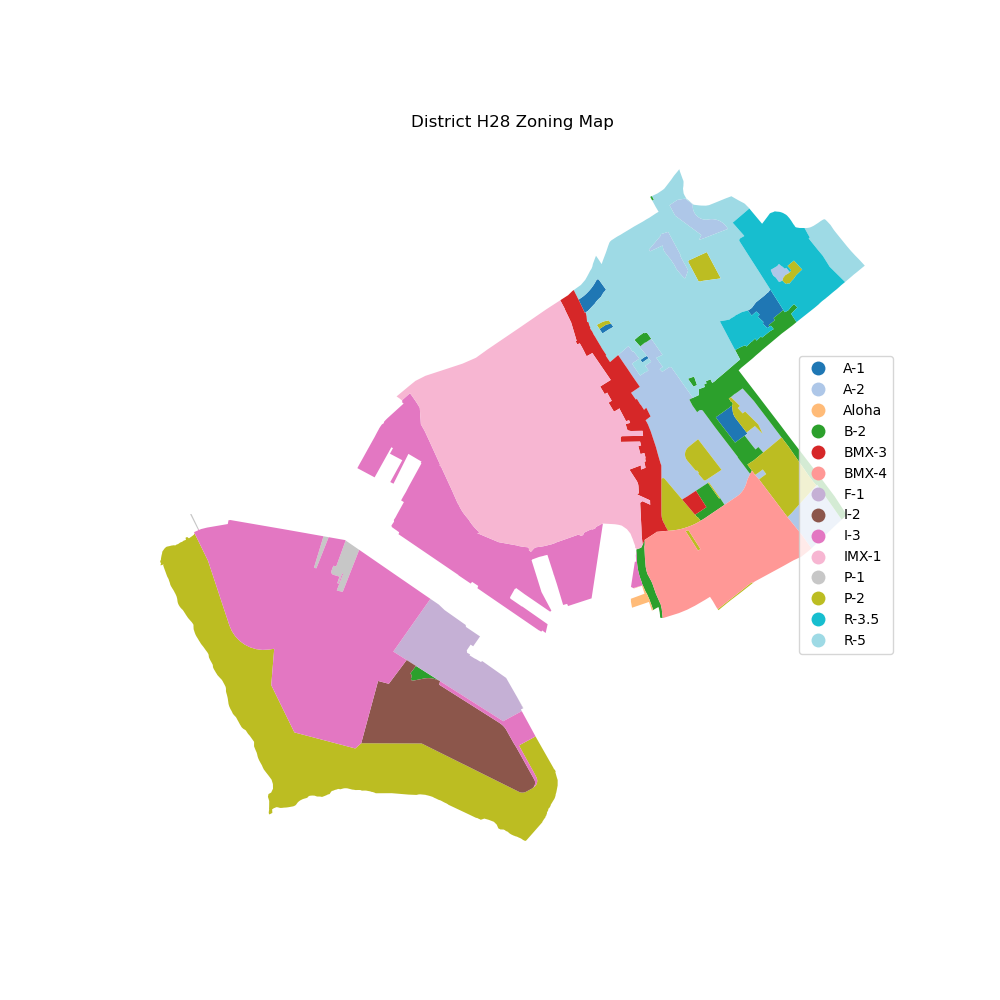 District H28 Zoning Map
A-1
A-2
Aloha
B-2
BMX-3
BMX-4
F-1
I-2
I-3
IMX-1
P-1
P-2
R-3.5
R-5